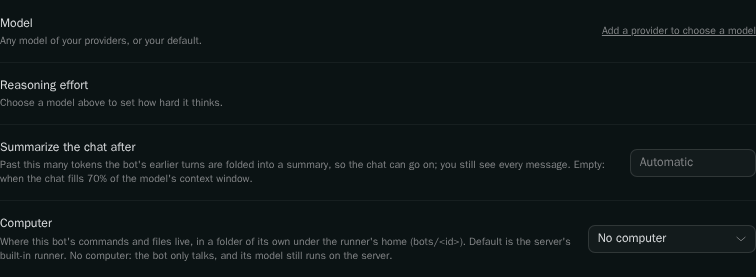 Model
Any model of your providers, or your default.
Add a provider to choose a model
Reasoning effort
Choose a model above to set how hard it thinks.
Summarize the chat after
Past this many tokens the bot's earlier turns are folded into a summary, so the chat can go on; you still see every message. Empty:
when the chat fills 70% of the model's context window.
Automatic
Computer
Where this bot's commands and files live, in a folder of its own under the runner's home (bots/<id>). Default is the server's
built-in runner. No computer: the bot only talks, and its model still runs on the server.
No computer